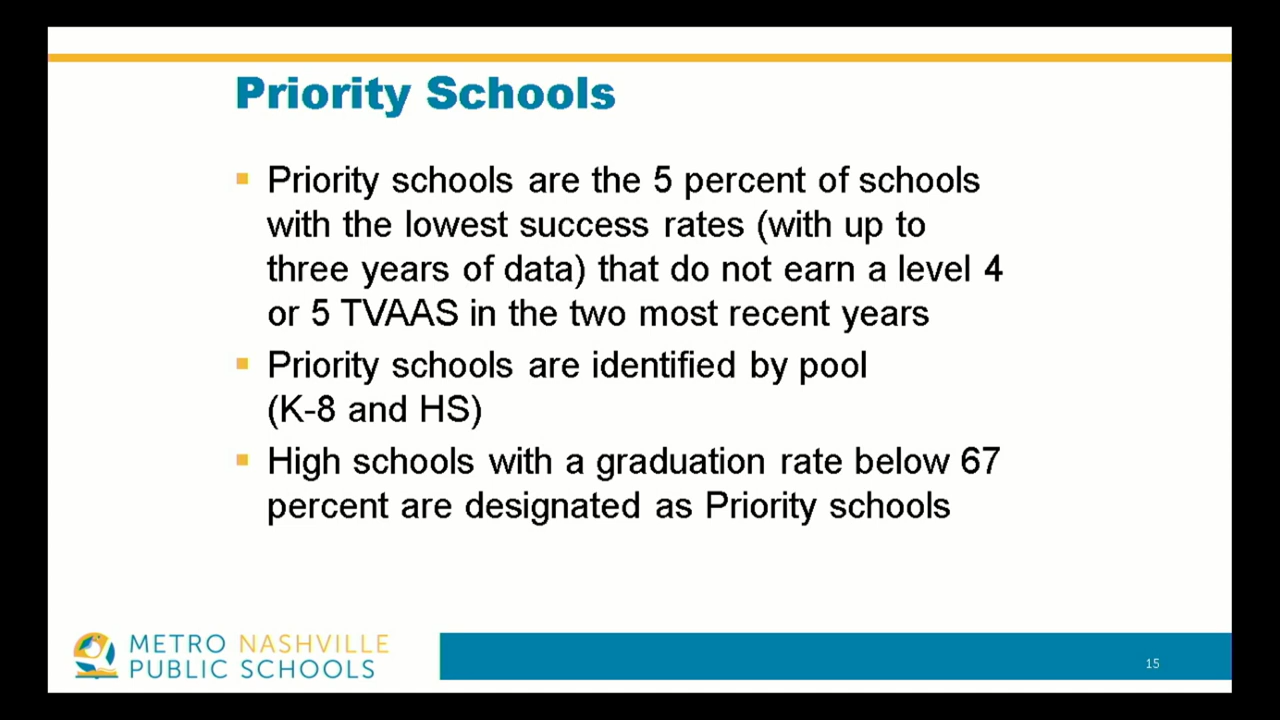 Priority Schools
Priority schools are the 5 percent of schools
with the lowest success rates (with up to
three years of data) that do not earn a level 4
or 5 TVAAS in the two most recent years
Priority schools are identified by pool
(K-8 and HS)
High schools with a graduation rate below 67
percent are designated as Priority schools
METRO NASHVILLE
PUBLIC SCHOOLS
15